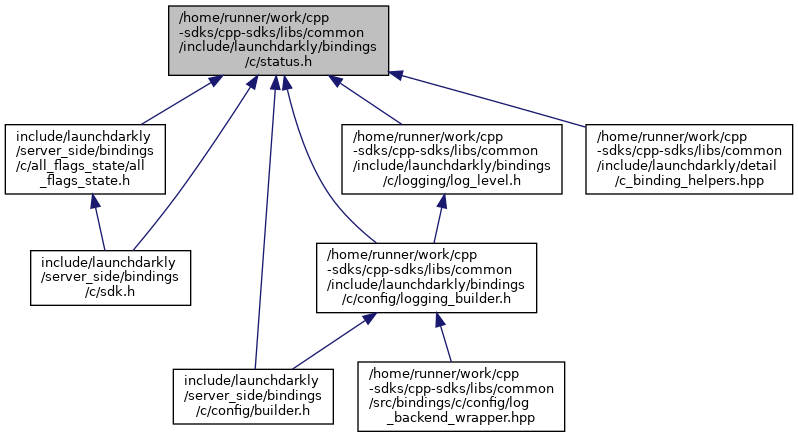 /home/runner/work/cpp
-sdks/cpp-sdks/libs/common
/include/launchdarkly/bindings
/c/status.h
include/launchdarkly
/server_side/bindings
/c/all_flags_state/all
_flags_state.h
/home/runner/work/cpp
-sdks/cpp-sdks/libs/common
/include/launchdarkly/bindings
/c/logging/log_level.h
/home/runner/work/cpp
-sdks/cpp-sdks/libs/common
/include/launchdarkly/detail
/c_binding_helpers.hpp
include/launchdarkly
/server_side/bindings
/c/sdk.h
/home/runner/work/cpp
-sdks/cpp-sdks/libs/common
/include/launchdarkly/bindings
/c/config/logging_builder.h
include/launchdarkly
/server_side/bindings
/c/config/builder.h
/home/runner/work/cpp
-sdks/cpp-sdks/libs/common
/src/bindings/c/config/log
_backend_wrapper.hpp